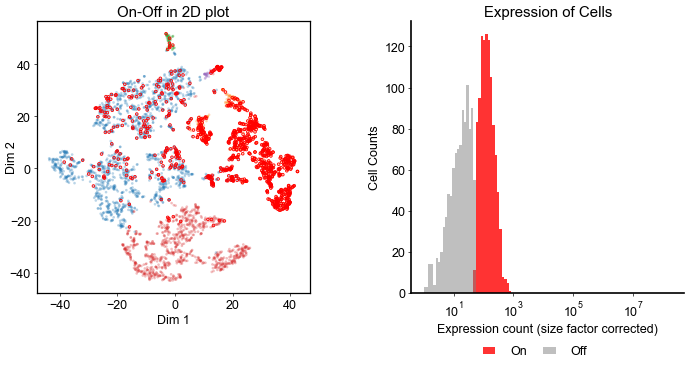 On-Off in 2D plot
Dim 2
40
20
0
−20
−40
−40 −20 0 20 40
Dim 1
Expression of Cells
Cell Counts
120
100
80
60
40
20
0
10^1 10^3 10^5 10^7
Expression count (size factor corrected)
On Off